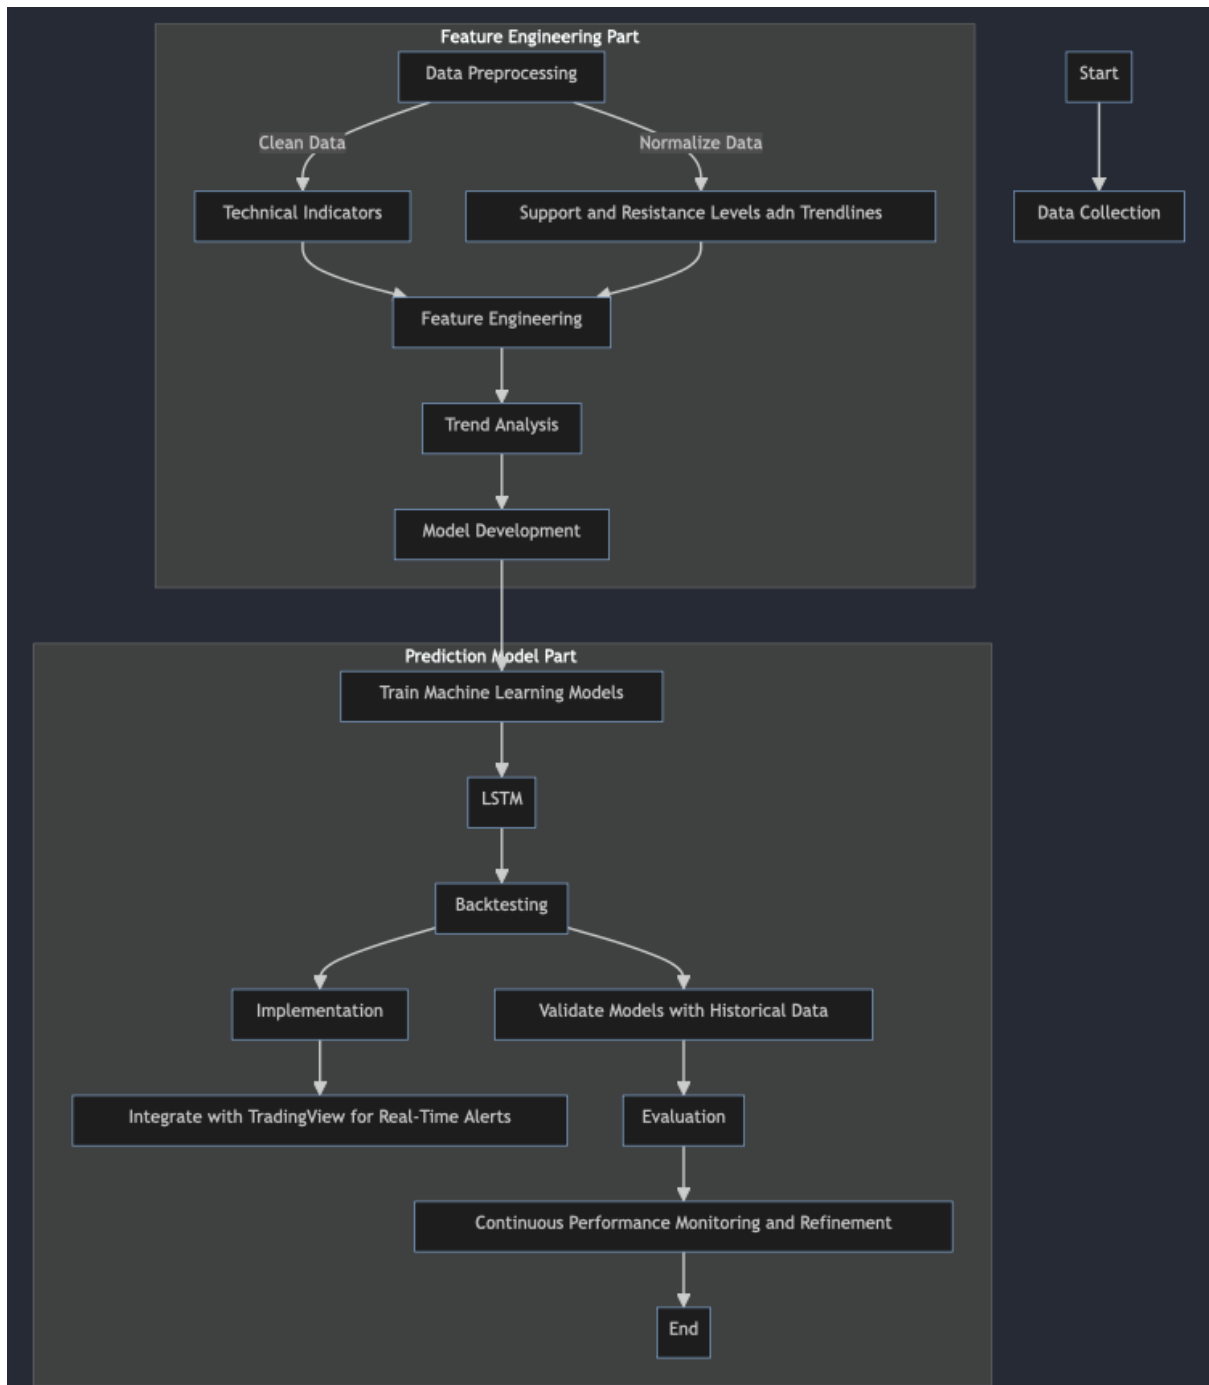 Feature Engineering Part
Data Preprocessing
Start
Clean Data
Normalize Data
Technical Indicators
Support and Resistance Levels adn Trendlines
Data Collection
Feature Engineering
Trend Analysis
Model Development
Prediction Model Part
Train Machine Learning Models
LSTM
Backtesting
Implementation
Validate Models with Historical Data
Integrate with TradingView for Real-Time Alerts
Evaluation
Continuous Performance Monitoring and Refinement
End